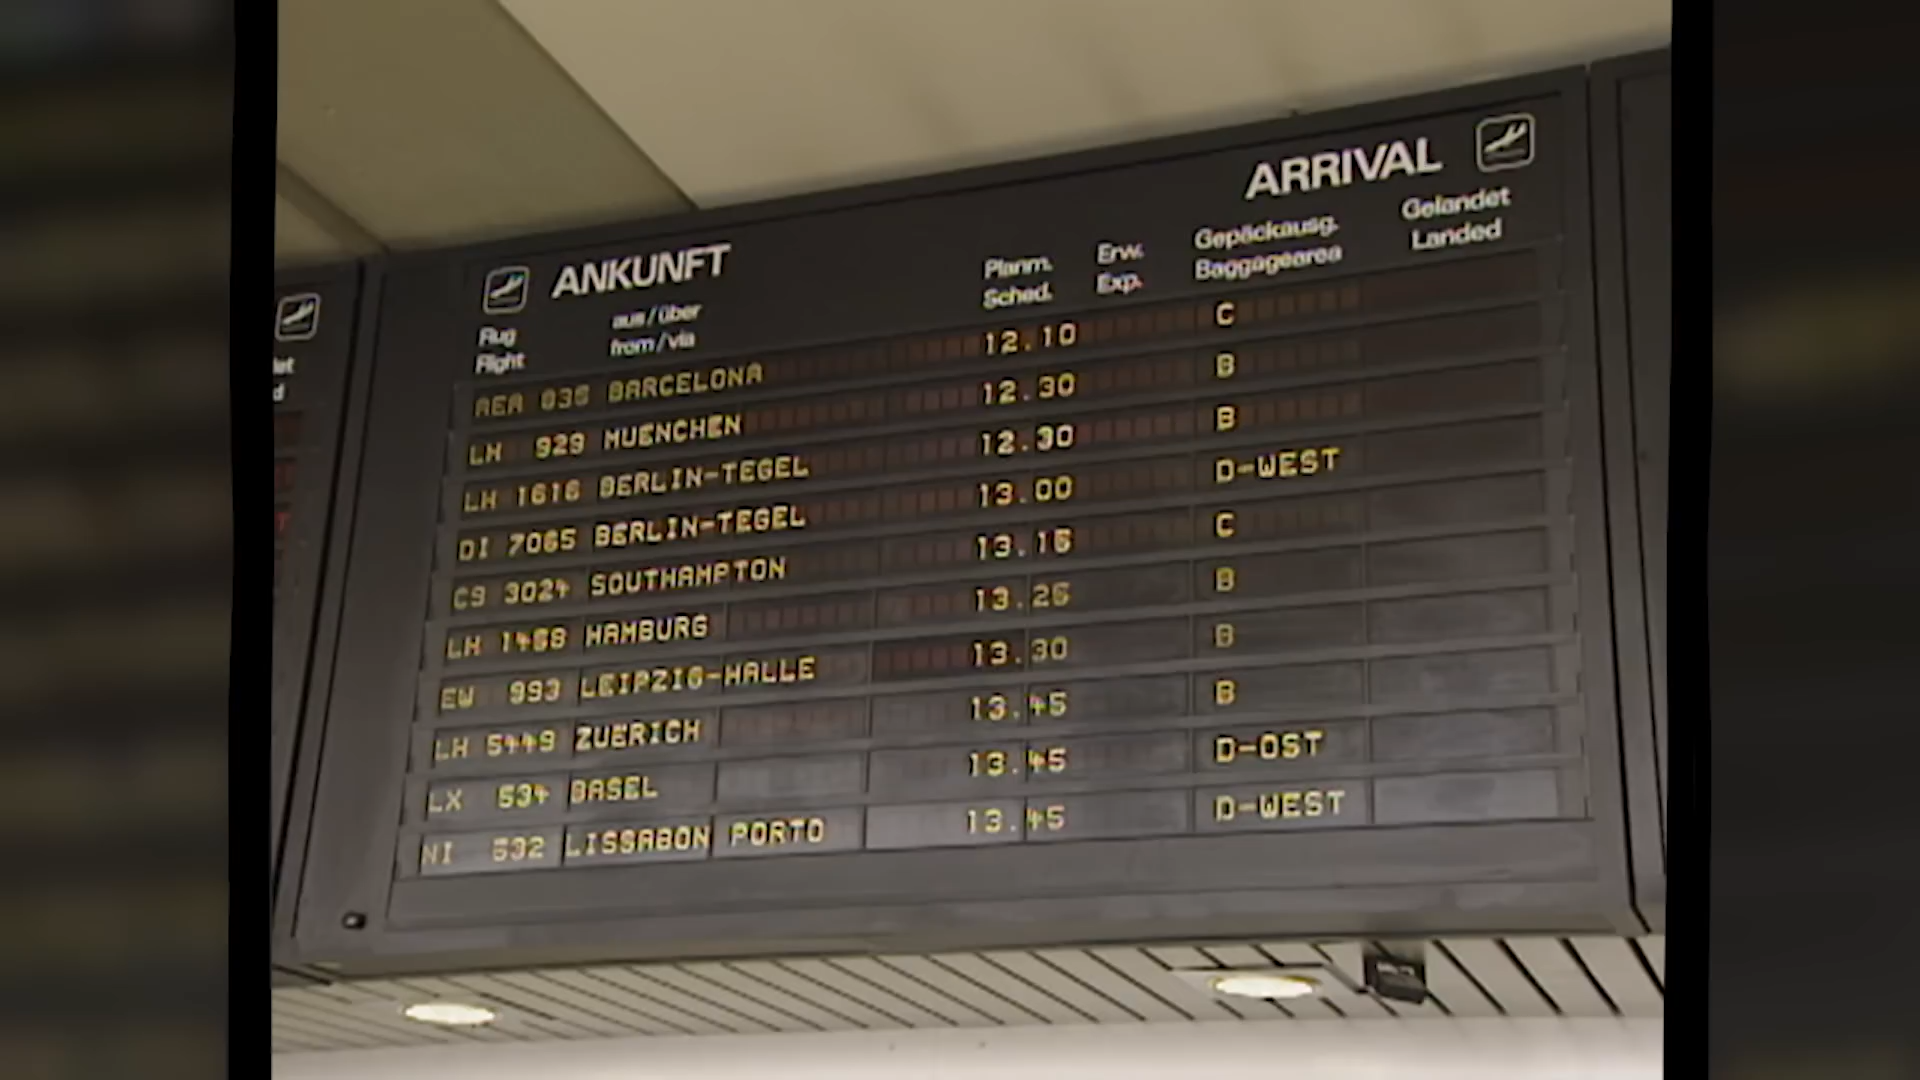 ANKUNFT ARRIVAL
Flug aus/über Planm. Erw. Gepäckausg. Gelandet
Flight from/via Sched. Exp. Baggagearea Landed
AEA 036 BARCELONA 12.10 C
LH 929 MUENCHEN 12.30 B
LH 1616 BERLIN-TEGEL 12.30 B
DI 7065 BERLIN-TEGEL 13.00 D-WEST
C9 3024 SOUTHAMPTON 13.15 C
LH 1468 HAMBURG 13.25 B
EW 993 LEIPZIG-HALLE 13.30 B
LH 5449 ZUERICH 13.45 B
LX 534 BASEL 13.45 D-OST
NI 532 LISSABON PORTO 13.45 D-WEST